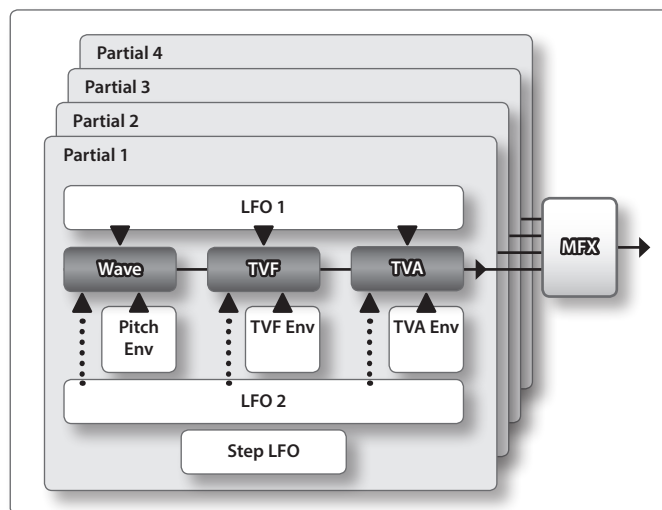 Partial 4
Partial 3
Partial 2
Partial 1
LFO 1
Wave
TVF
TVA
MFX
Pitch
Env
TVF Env
TVA Env
LFO 2
Step LFO